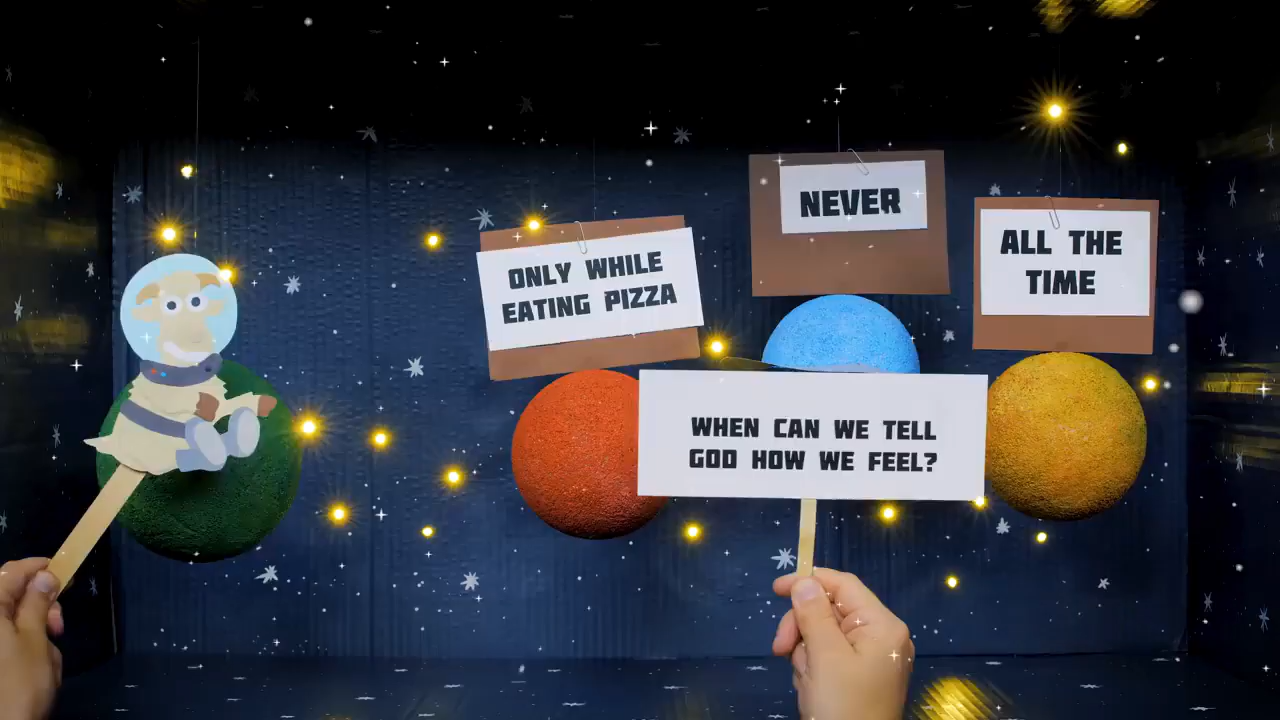 ONLY WHILE
EATING PIZZA
NEVER
ALL THE
TIME
WHEN CAN WE TELL
GOD HOW WE FEEL?